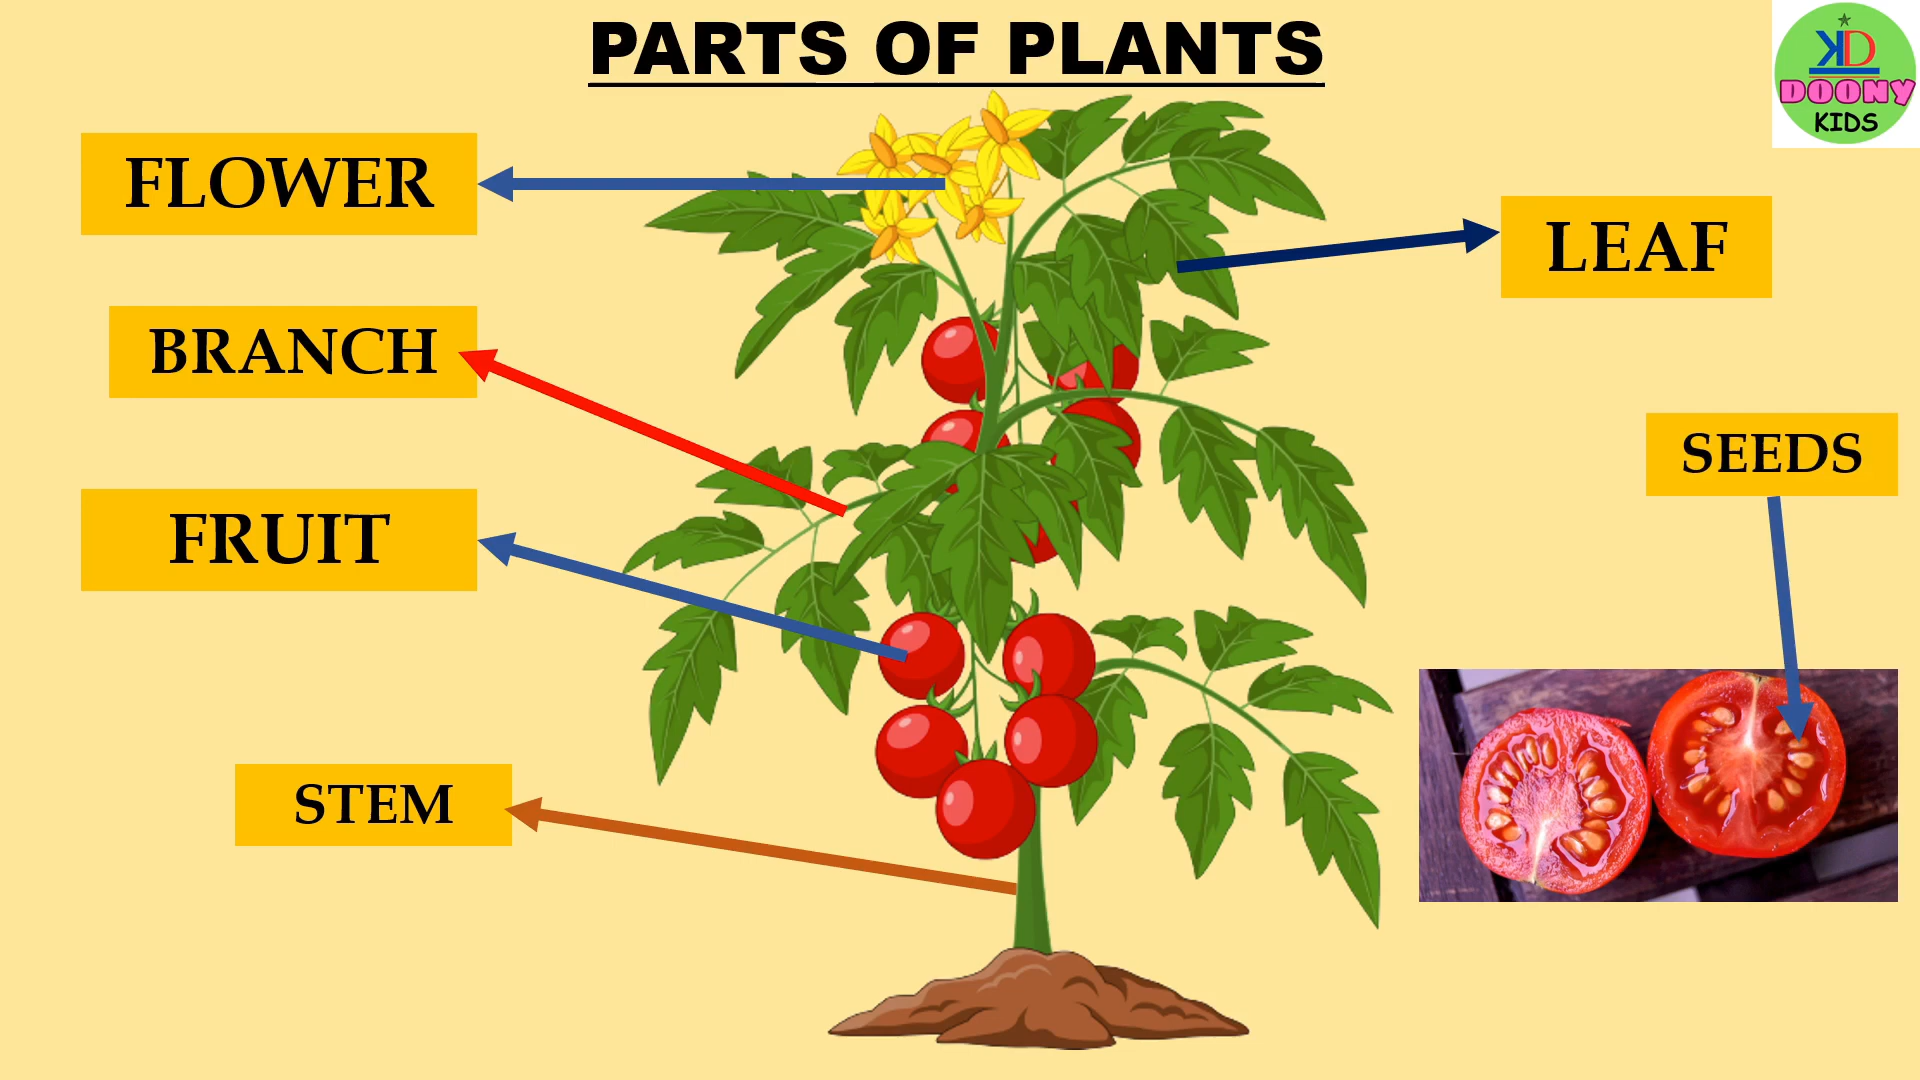 PARTS OF PLANTS
KD
DOONY
KIDS
FLOWER
LEAF
BRANCH
SEEDS
FRUIT
STEM